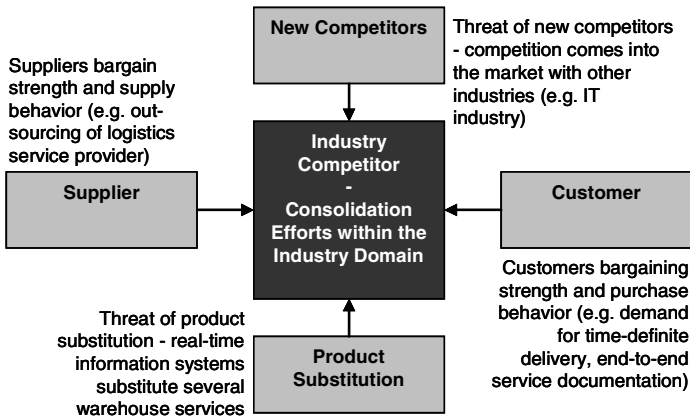 New Competitors
Threat of new competitors
- competition comes into
the market with other
industries (e.g. IT
industry)
Suppliers bargain
strength and supply
behavior (e.g. out-
sourcing of logistics
service provider)
Supplier
Industry
Competitor
-
Consolidation
Efforts within the
Industry Domain
Customer
Customers bargaining
strength and purchase
behavior (e.g. demand
for time-definite
delivery, end-to-end
service documentation)
Threat of product
substitution - real-time
information systems
substitute several
warehouse services
Product
Substitution